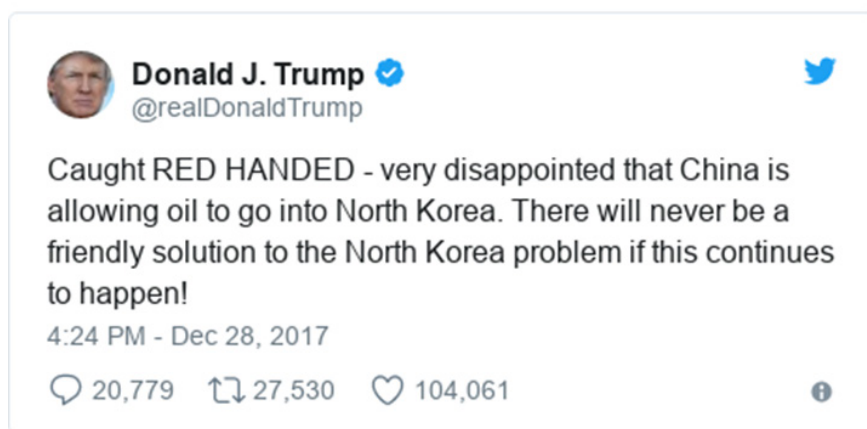 Donald J. Trump
@realDonaldTrump
Caught RED HANDED - very disappointed that China is
allowing oil to go into North Korea. There will never be a
friendly solution to the North Korea problem if this continues
to happen!
4:24 PM - Dec 28, 2017
20,779 27,530 104,061